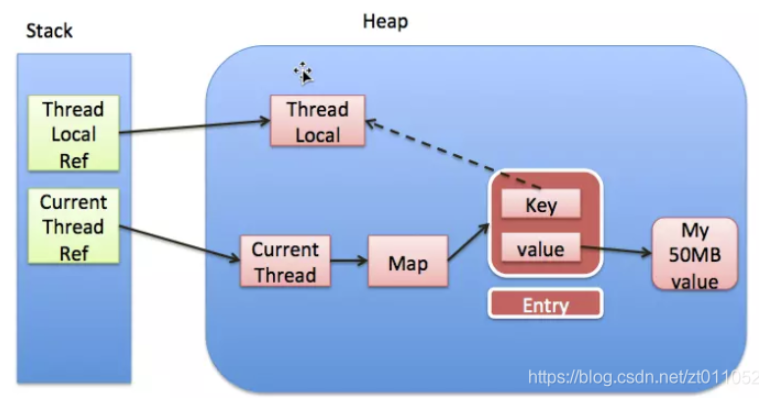 Stack
Heap
Thread
Local
Ref
Thread
Local
Current
Thread
Ref
Key
value
Current
Thread
Map
My
50MB
value
Entry
https://blog.csdn.net/zt011052